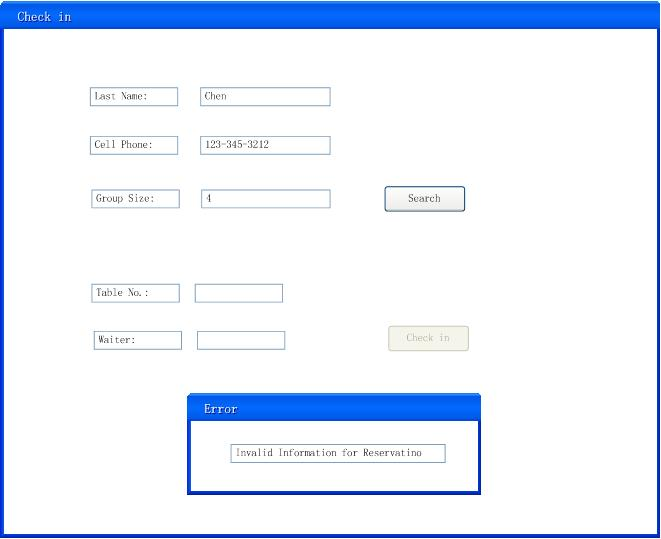 Check in
Last Name: Chen
Cell Phone: 123-345-3212
Group Size: 4 Search
Table No.:
Waiter: Check in
Error
Invalid Information for Reservatino